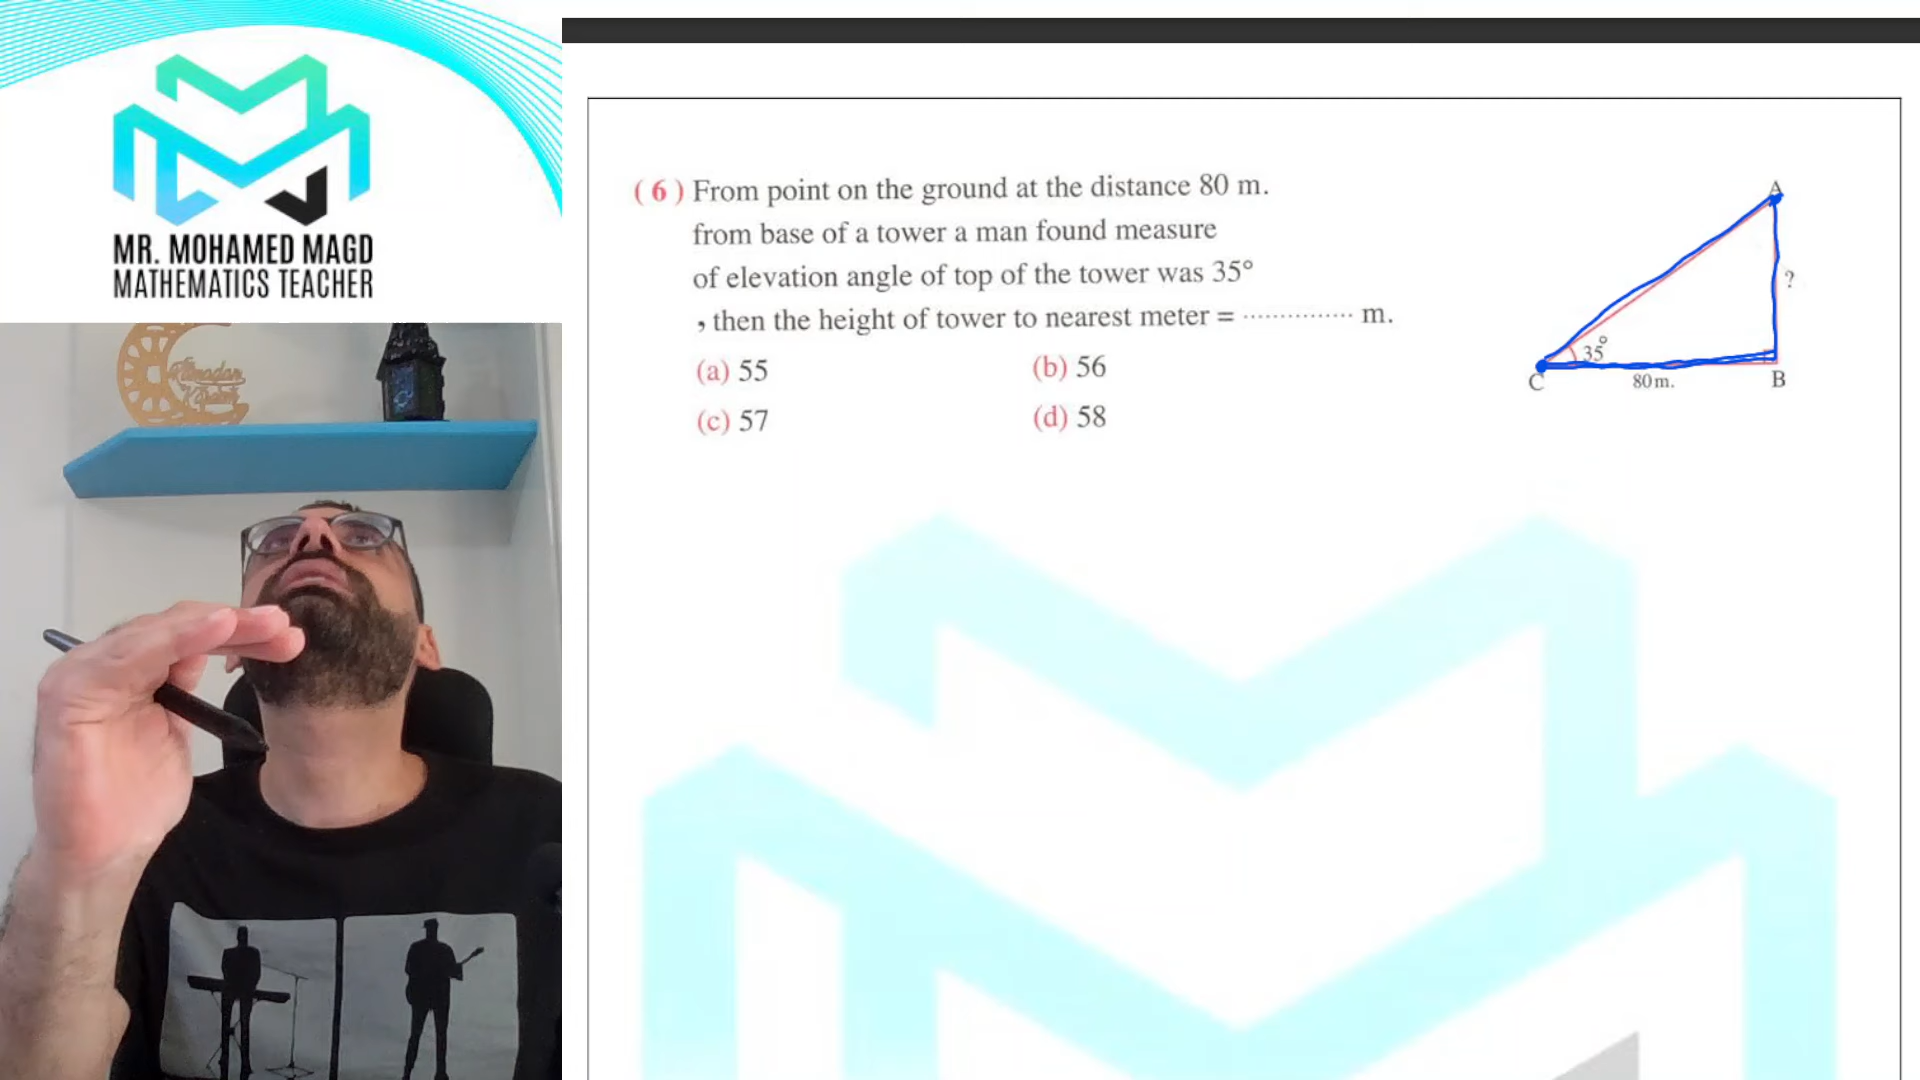 MR. MOHAMED MAGD
MATHEMATICS TEACHER
Ramadan
Kareem
( 6 ) From point on the ground at the distance 80 m.
from base of a tower a man found measure
of elevation angle of top of the tower was 35°
, then the height of tower to nearest meter = ............... m.
(a) 55
(b) 56
(c) 57
(d) 58
A
?
35°
C
80 m.
B